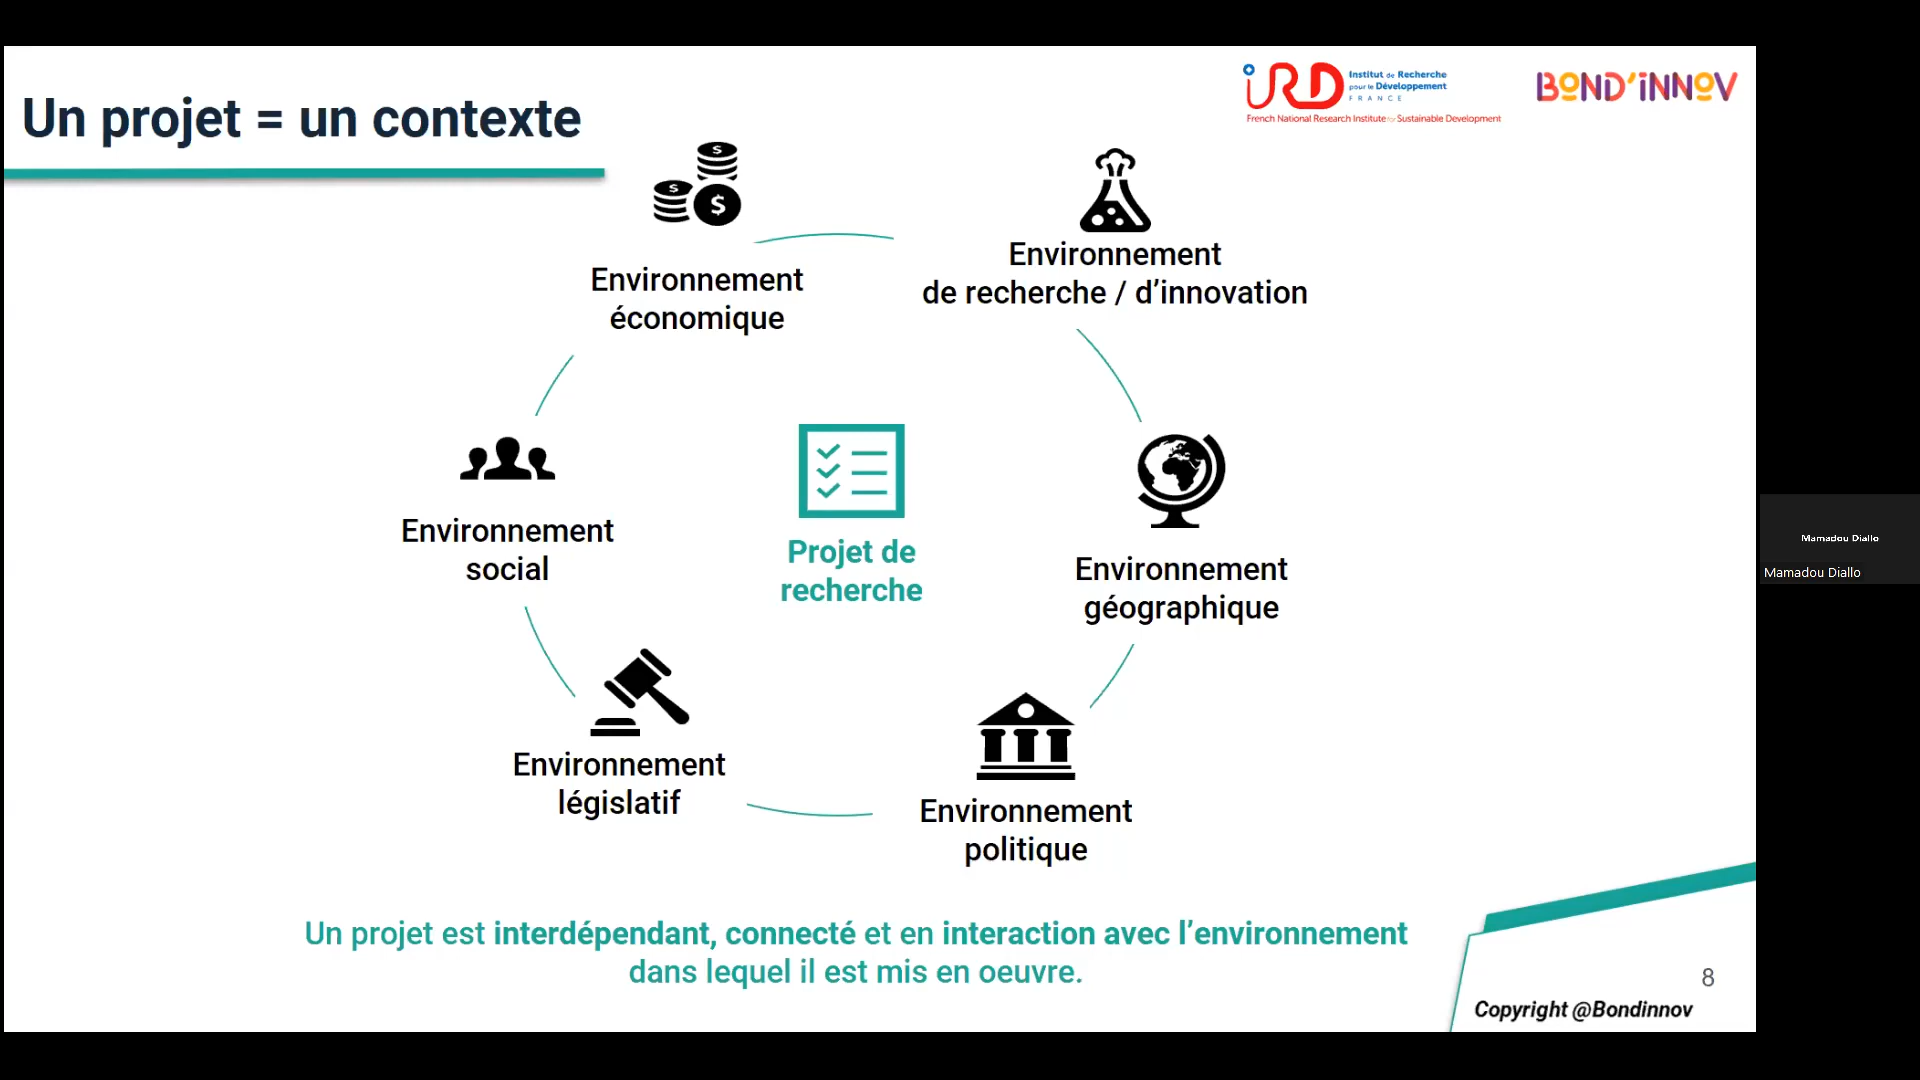 Un projet = un contexte
iRD Institut de Recherche
pour le Développement
FRANCE
French National Research Institute for Sustainable Development
BOND'iNNOV
Environnement
économique
Environnement
de recherche / d’innovation
Environnement
social
Projet de
recherche
Environnement
géographique
Environnement
législatif
Environnement
politique
Un projet est interdépendant, connecté et en interaction avec l’environnement
dans lequel il est mis en oeuvre.
8
Copyright @Bondinnov
Mamadou Diallo
Mamadou Diallo